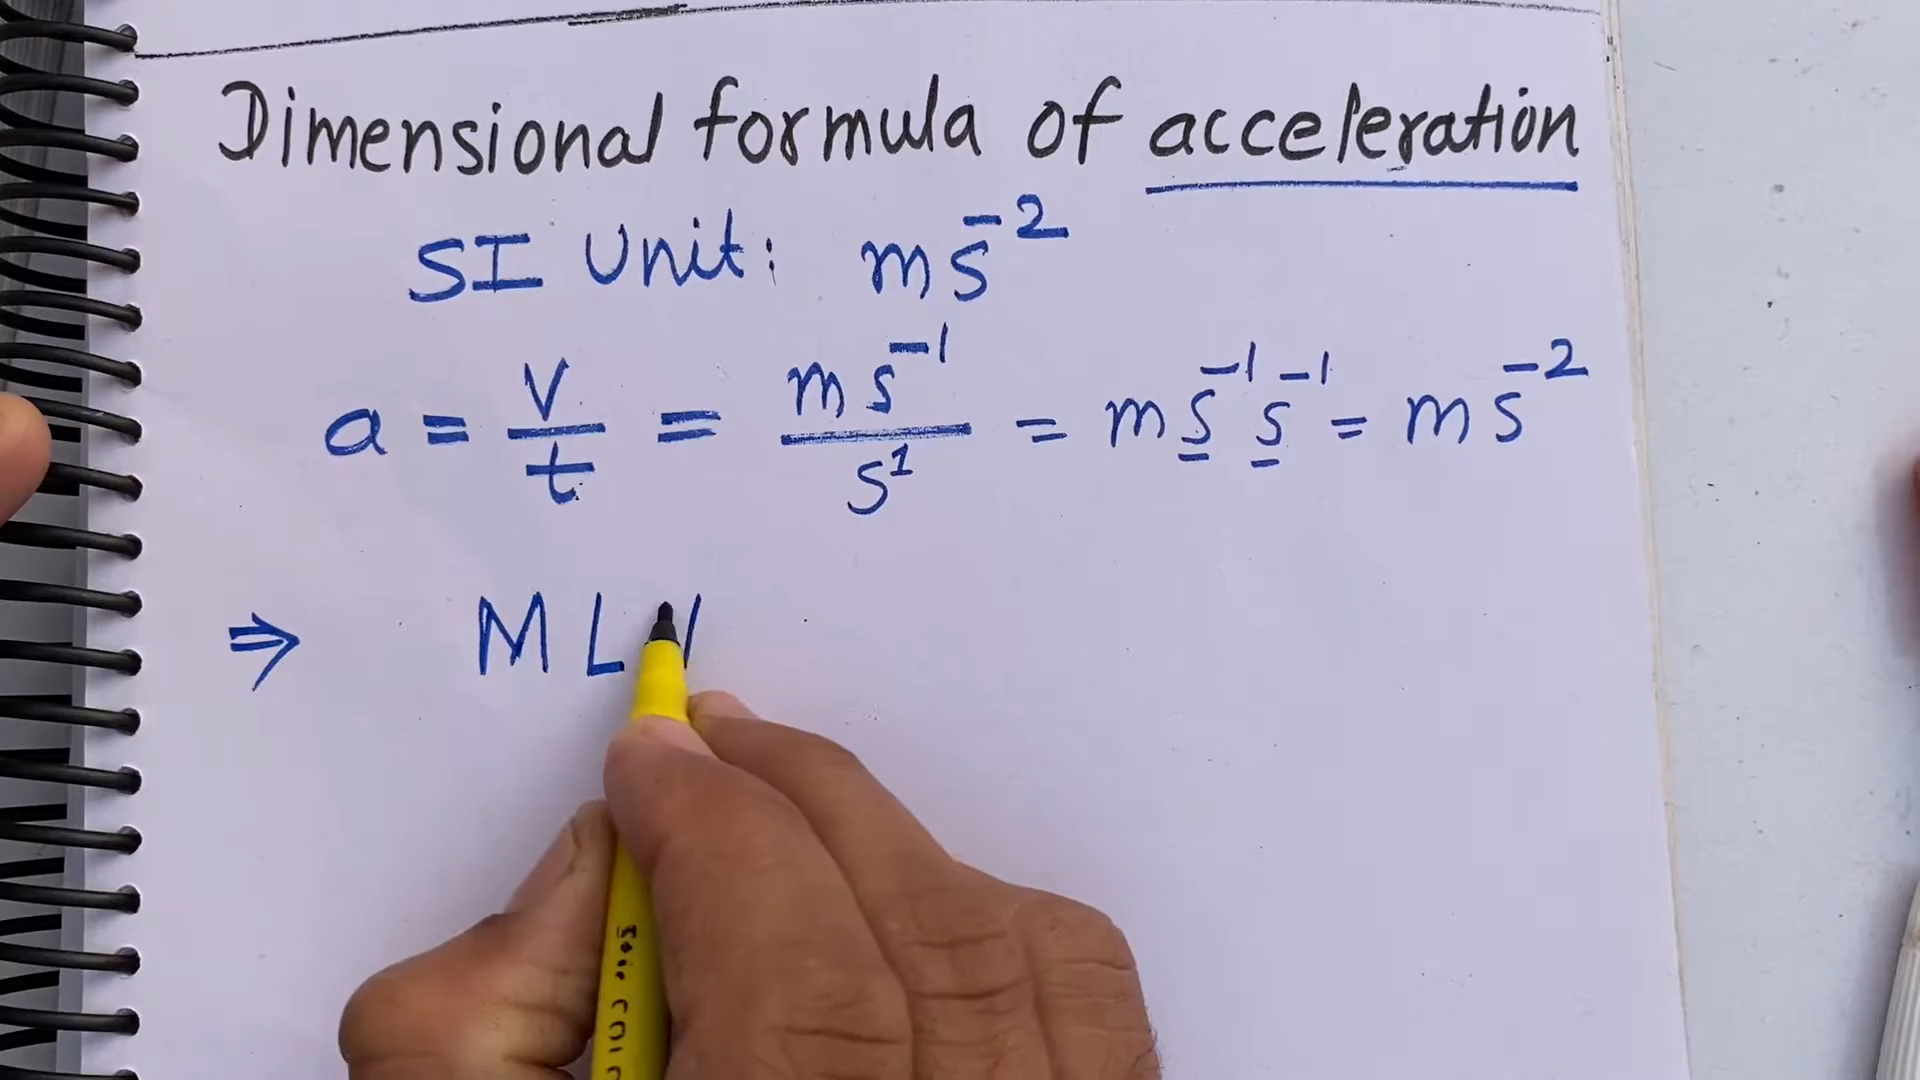 Dimensional formula of acceleration
SI Unit: ms⁻²
a = v/t = ms⁻¹/s¹ = ms⁻¹s⁻¹ = ms⁻²
⇒ M L